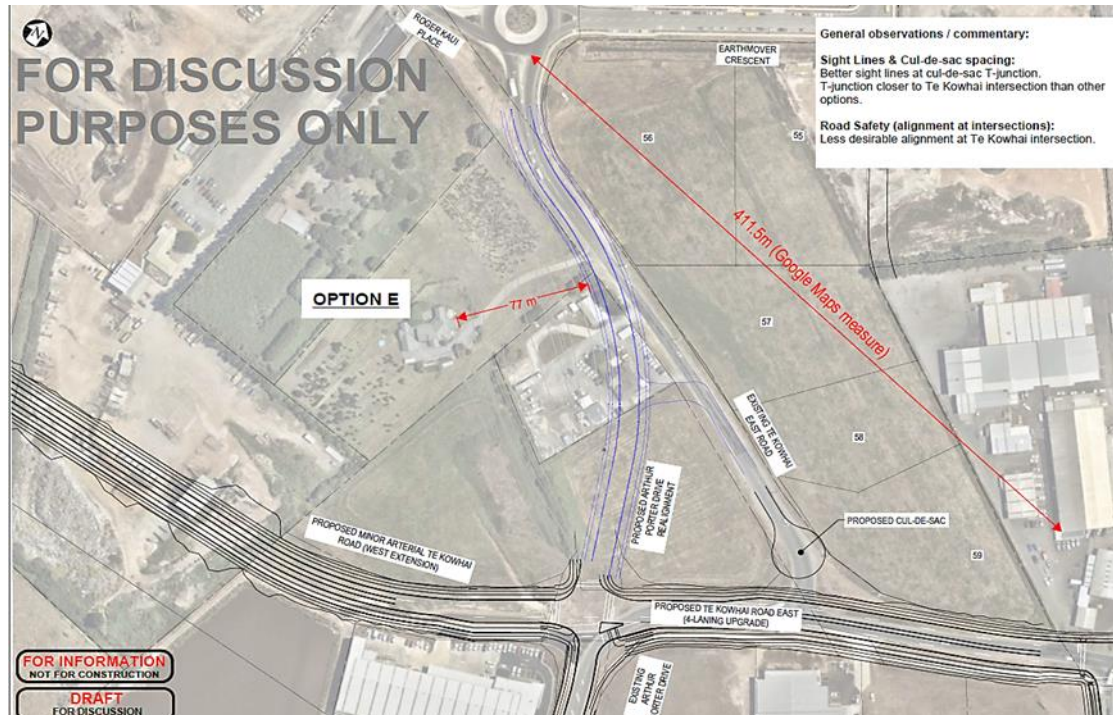 ROGER KAUI
PLACE
FOR DISCUSSION
PURPOSES ONLY
EARTHMOVER
CRESCENT
General observations / commentary:
Sight Lines & Cul-de-sac spacing:
Better sight lines at cul-de-sac T-junction.
T-junction closer to Te Kowhai intersection than other
options.
Road Safety (alignment at intersections):
Less desirable alignment at Te Kowhai intersection.
56
55
411.5m (Google Maps measure)
OPTION E
77 m
57
EXISTING TE KOWHAI
EAST ROAD
58
PROPOSED ARTHUR
PORTER DRIVE
REALIGNMENT
PROPOSED CUL-DE-SAC
PROPOSED MINOR ARTERIAL TE KOWHAI
ROAD (WEST EXTENSION)
59
PROPOSED TE KOWHAI ROAD EAST
(4-LANING UPGRADE)
EXISTING
ARTHUR
PORTER DRIVE
FOR INFORMATION
NOT FOR CONSTRUCTION
DRAFT
FOR DISCUSSION